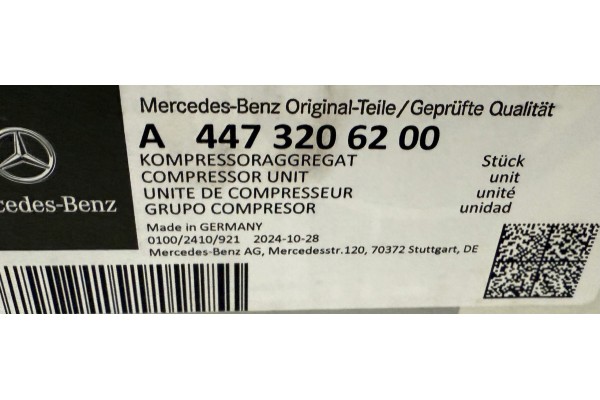 Mercedes-Benz Original-Teile/Geprüfte Qualität
A 447 320 62 00
KOMPRESSORAGGREGAT Stück
COMPRESSOR UNIT unit
UNITE DE COMPRESSEUR unité
GRUPO COMPRESOR unidad
cedes-Benz
Made in GERMANY
0100/2410/921 2024-10-28
Mercedes-Benz AG, Mercedesstr.120, 70372 Stuttgart, DE